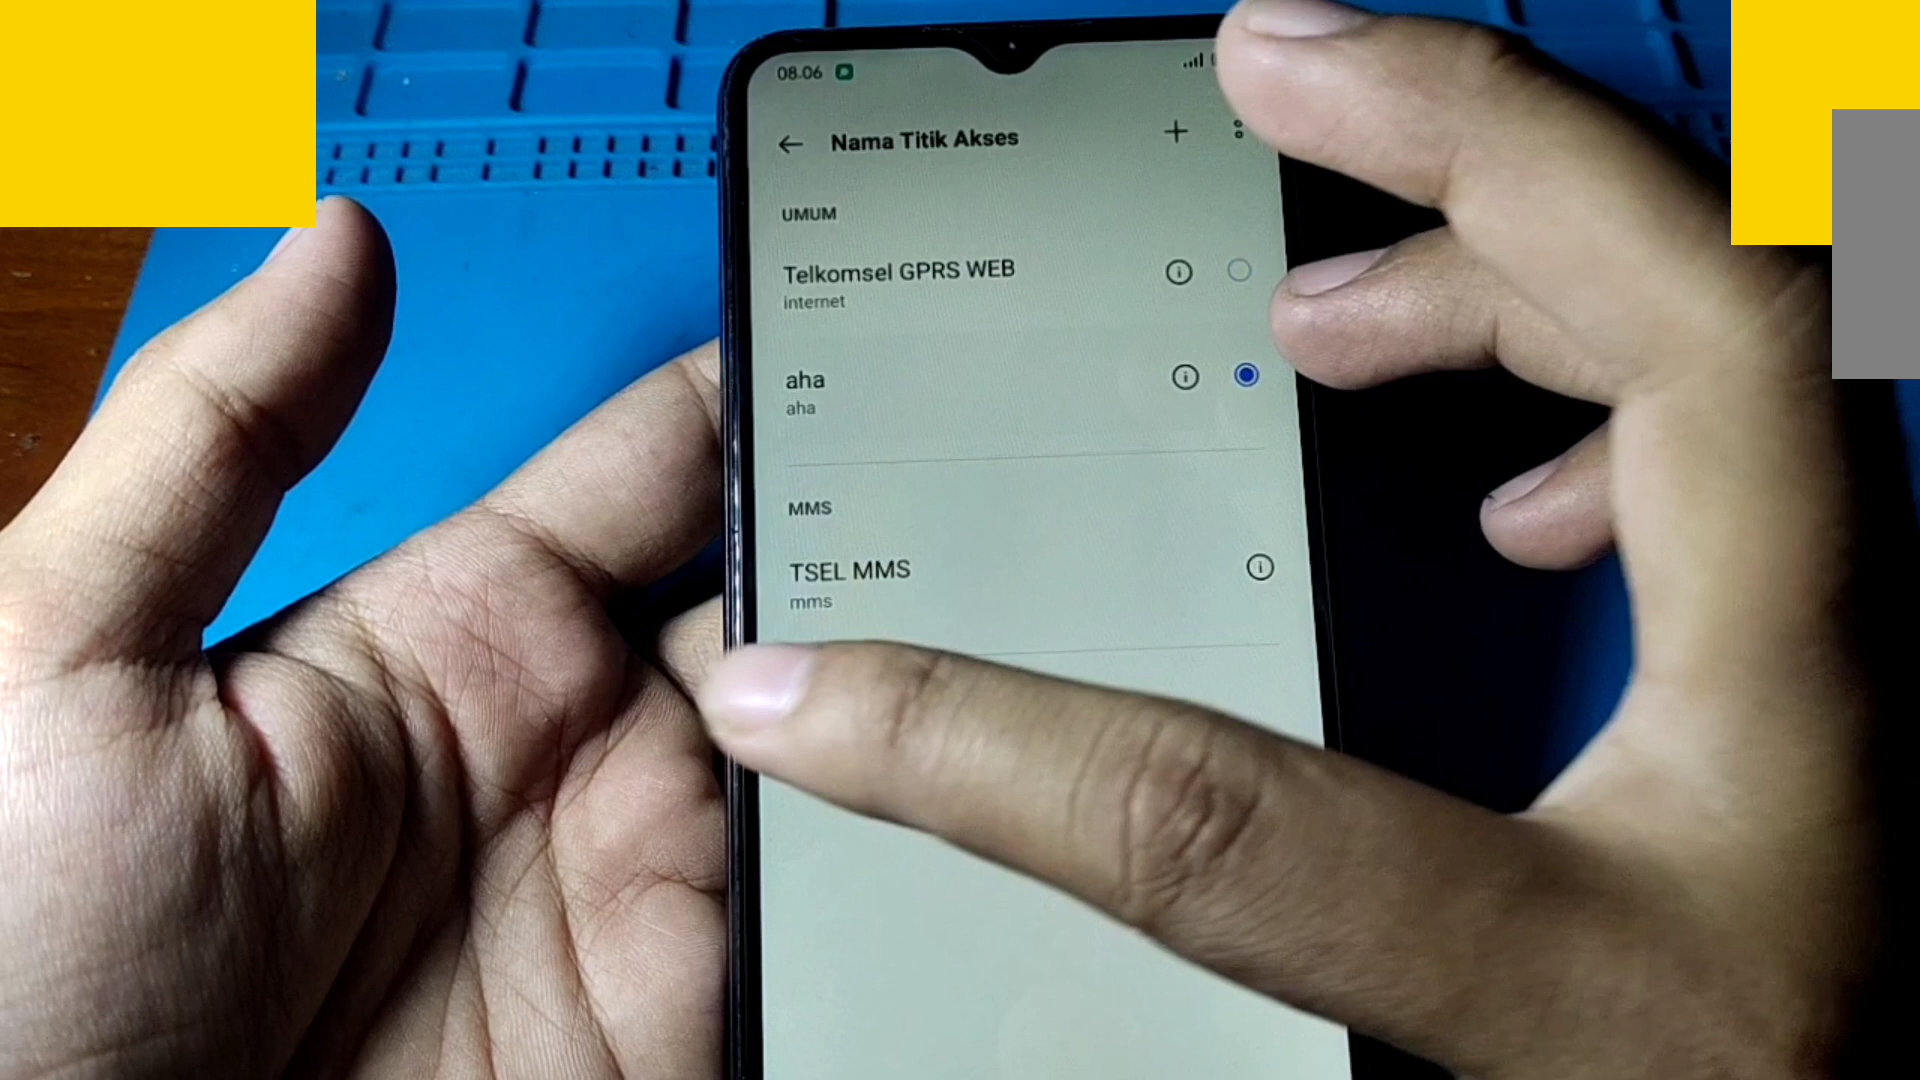 08.06
Nama Titik Akses
UMUM
Telkomsel GPRS WEB
internet
aha
aha
MMS
TSEL MMS
mms